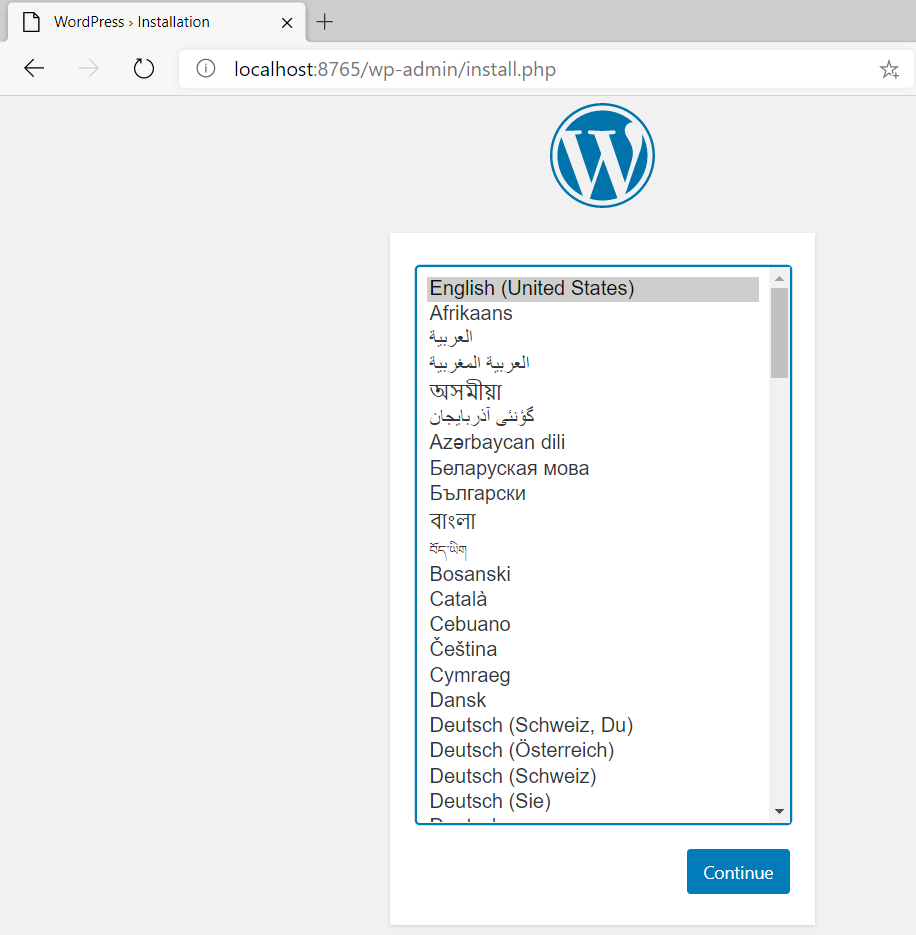 WordPress › Installation
localhost:8765/wp-admin/install.php
English (United States)
Afrikaans
العربية
العربية المغربية
অসমীয়া
گؤنئی آذربایجان
Azərbaycan dili
Беларуская мова
Български
বাংলা
བོད་ཡིག
Bosanski
Català
Cebuano
Čeština
Cymraeg
Dansk
Deutsch (Schweiz, Du)
Deutsch (Österreich)
Deutsch (Schweiz)
Deutsch (Sie)
Continue